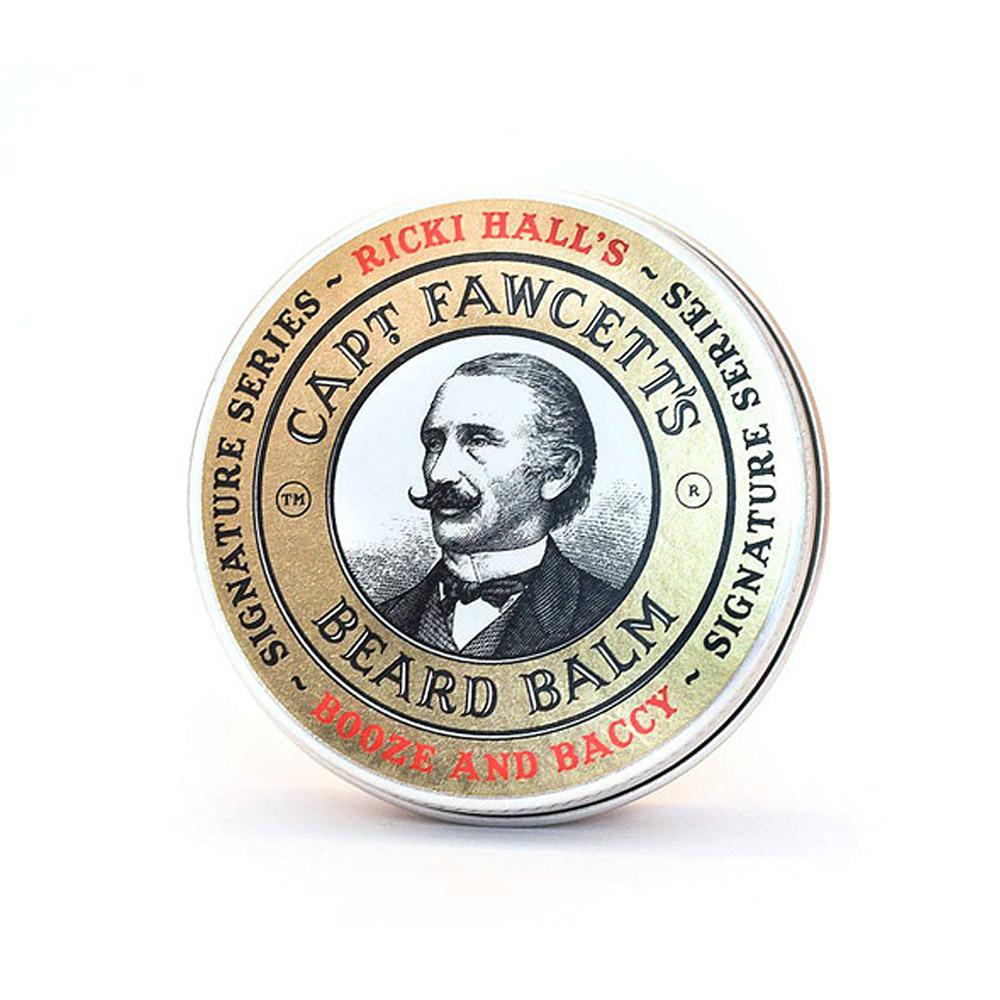 ~ RICKI HALL'S ~
SIGNATURE SERIES
SIGNATURE SERIES
CAPT. FAWCETT'S
TM
R
BEARD BALM
~ BOOZE AND BACCY ~